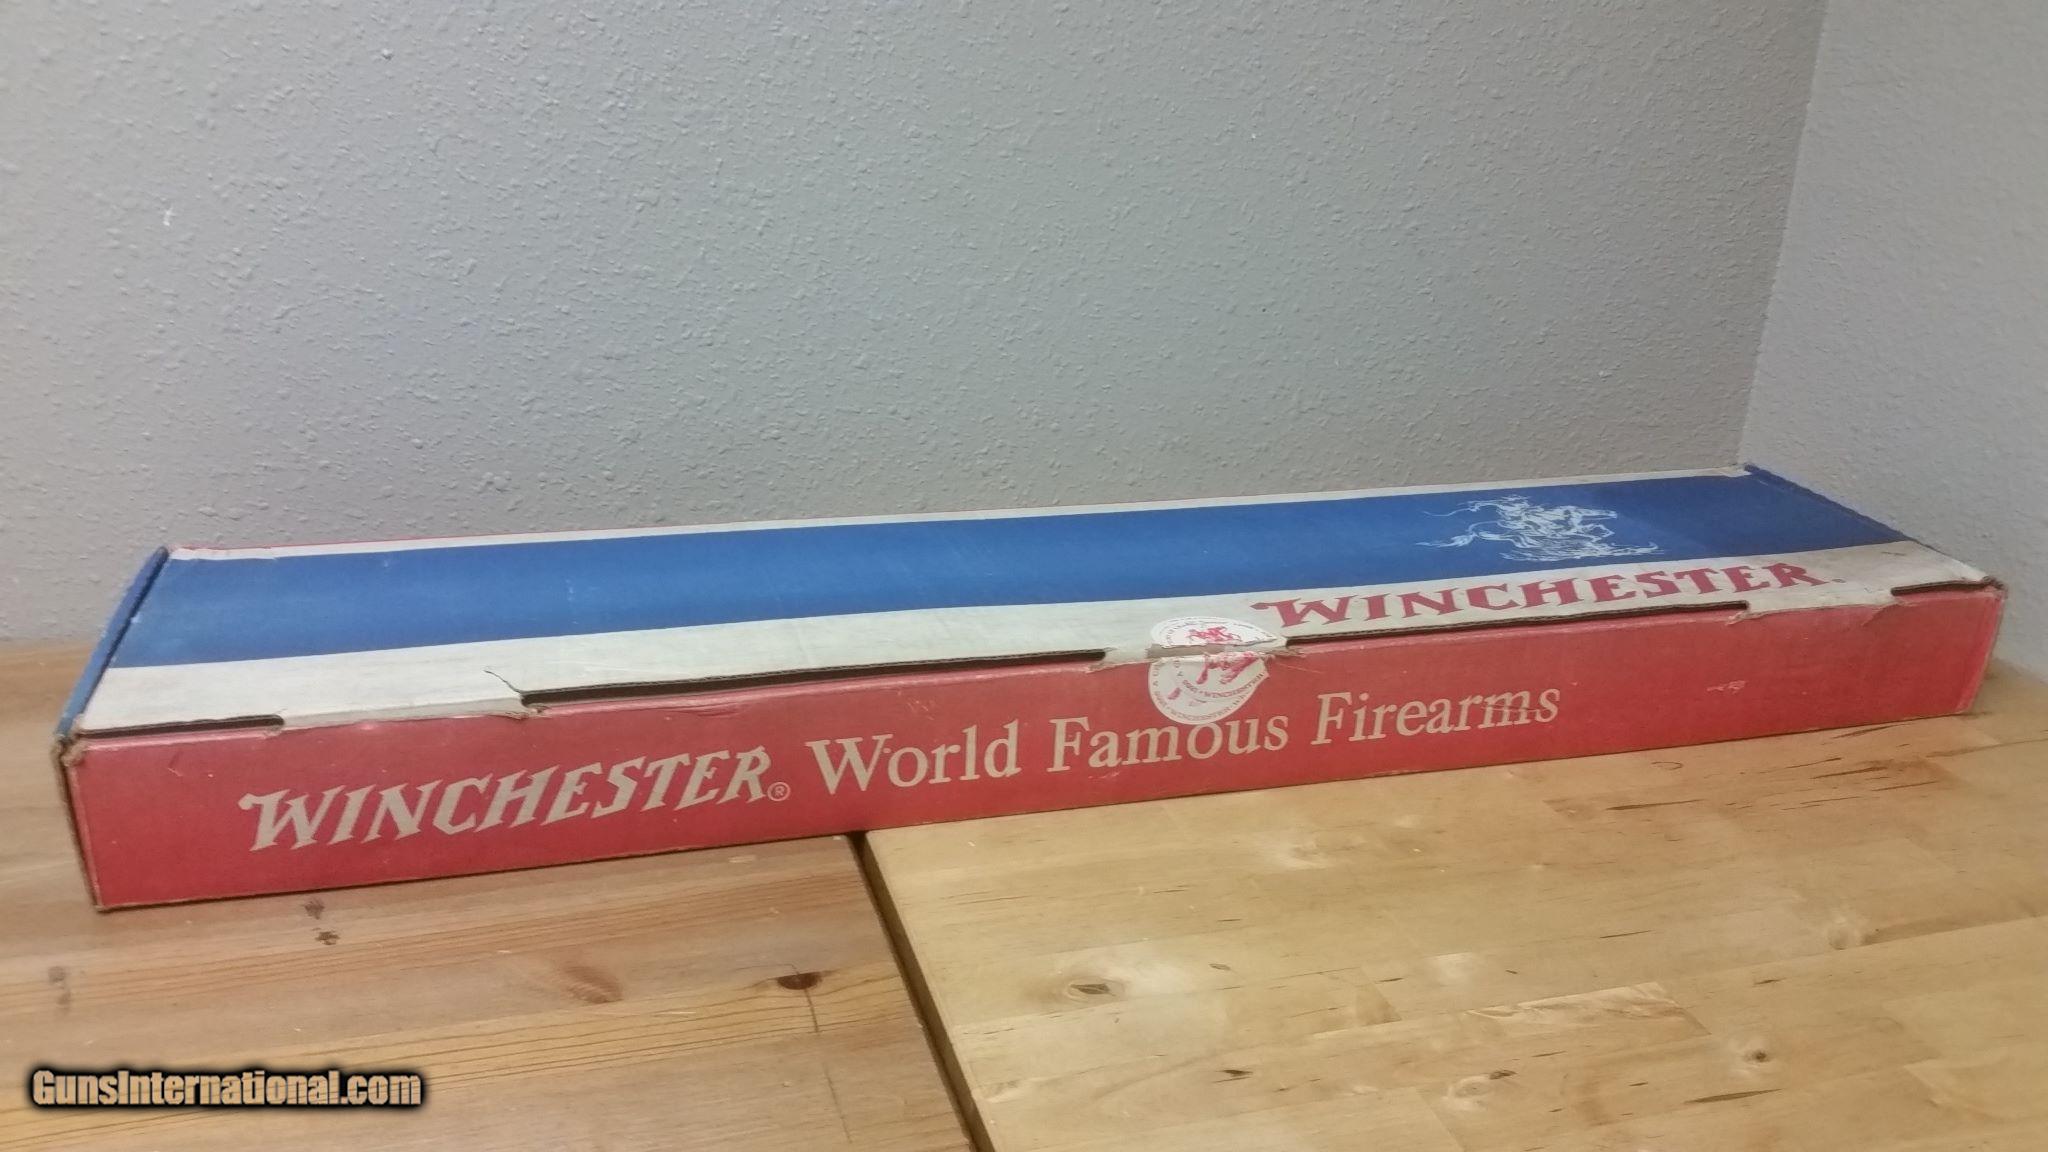 WINCHESTER®
WINCHESTER® World Famous Firearms
GunsInternational.com